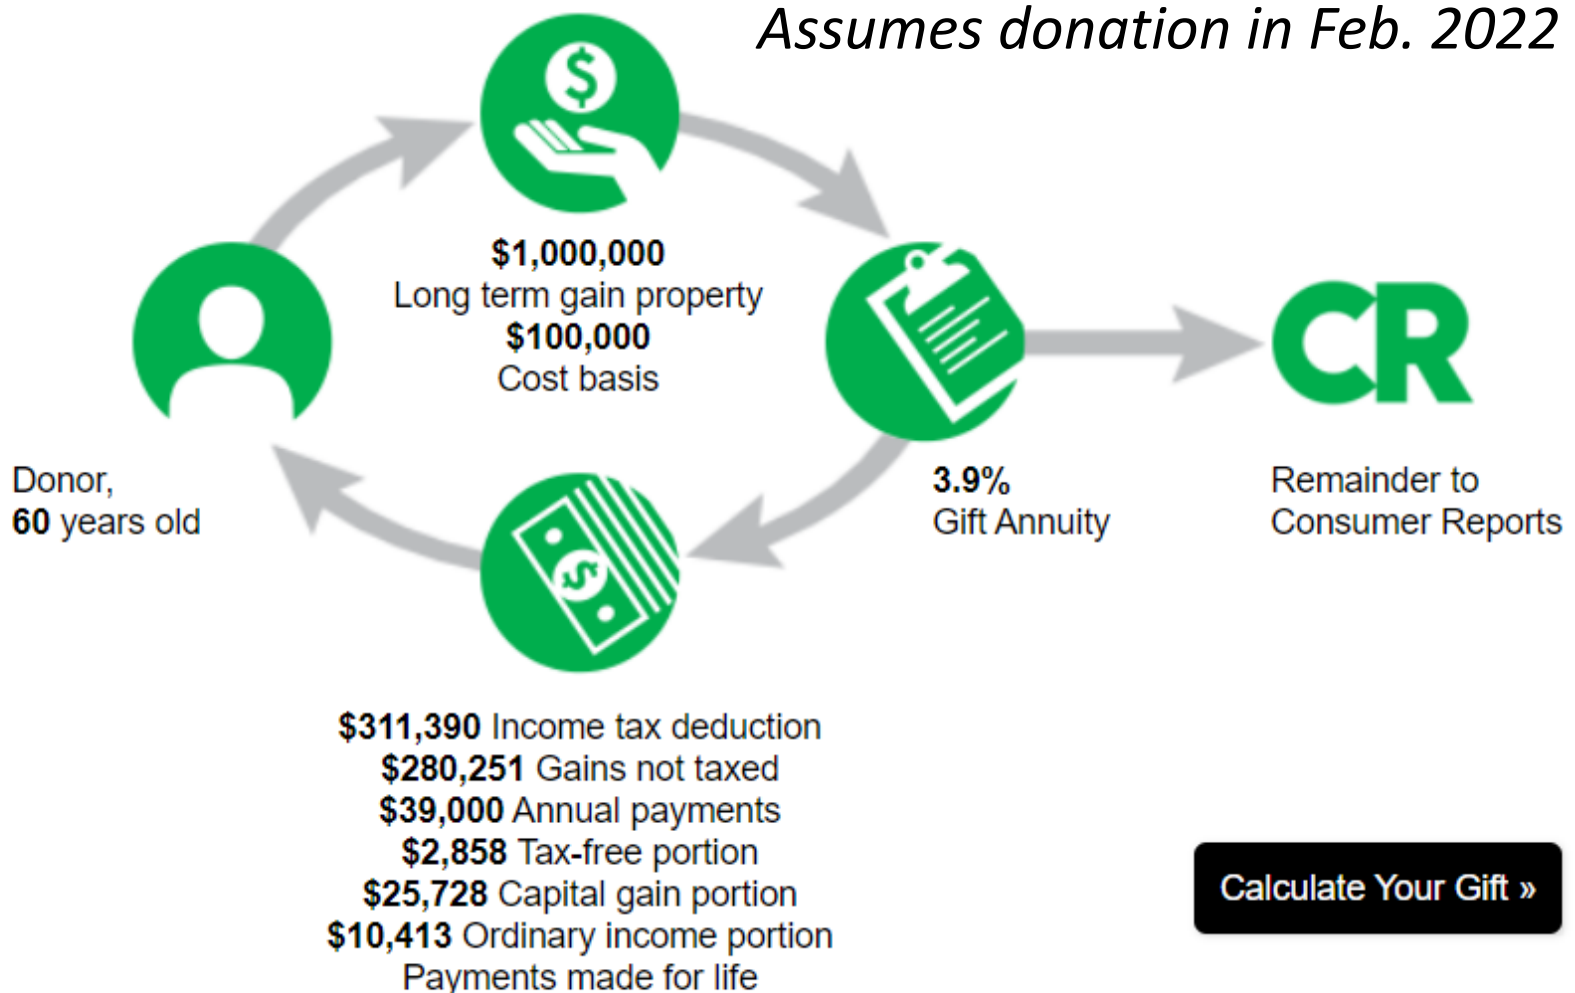 Assumes donation in Feb. 2022
$1,000,000
Long term gain property
$100,000
Cost basis
CR
Donor,
60 years old
3.9%
Gift Annuity
Remainder to
Consumer Reports
$311,390 Income tax deduction
$280,251 Gains not taxed
$39,000 Annual payments
$2,858 Tax-free portion
$25,728 Capital gain portion
$10,413 Ordinary income portion
Payments made for life
Calculate Your Gift »